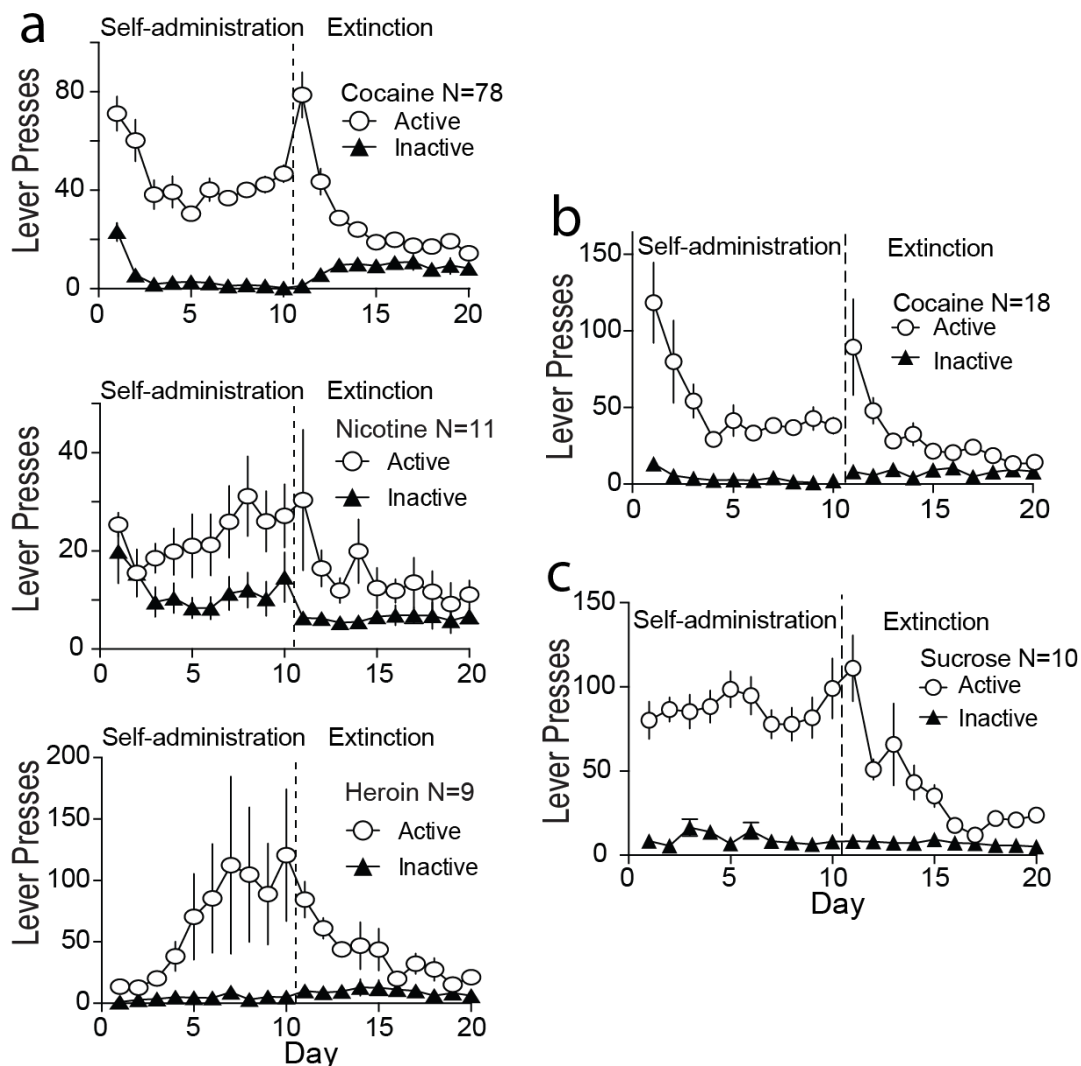 a
Self-administration Extinction
Cocaine N=78
Active
Inactive
Lever Presses
80
40
0
0 5 10 15 20
Self-administration Extinction
Nicotine N=11
Active
Inactive
Lever Presses
40
20
0
0 5 10 15 20
Self-administration Extinction
Heroin N=9
Active
Inactive
Lever Presses
200
150
100
50
0
0 5 10 15 20
Day
b
Self-administration Extinction
Cocaine N=18
Active
Inactive
Lever Presses
150
100
50
0
0 5 10 15 20
c
Self-administration Extinction
Sucrose N=10
Active
Inactive
Lever Presses
150
100
50
0
0 5 10 15 20
Day